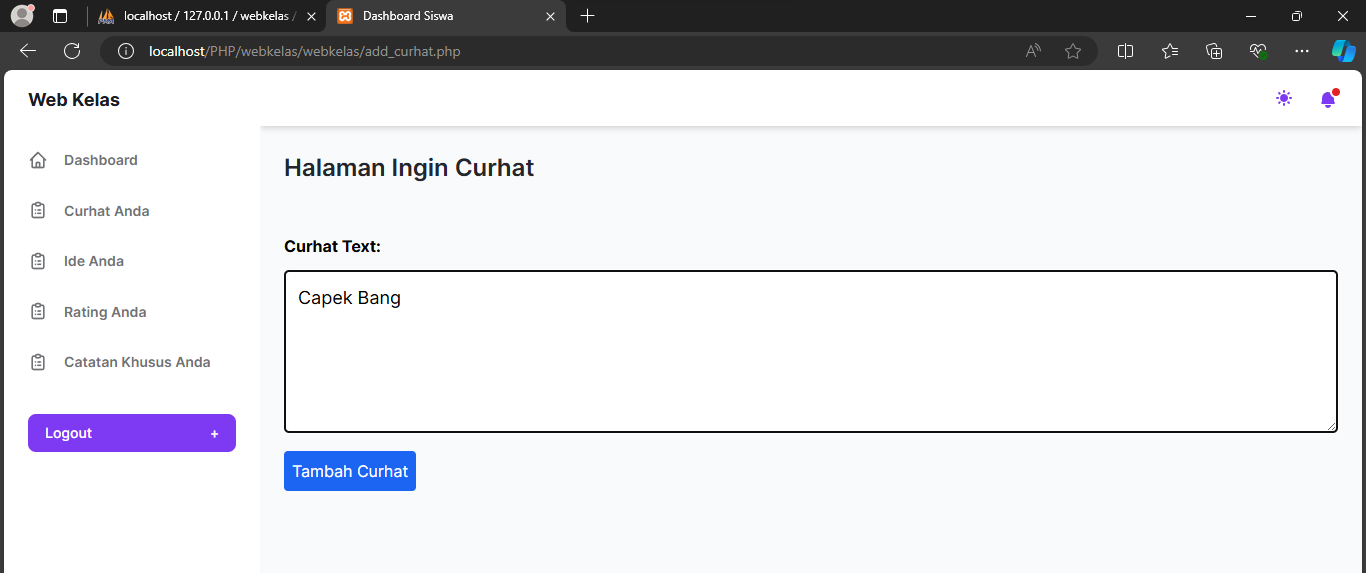 localhost / 127.0.0.1 / webkelas /
Dashboard Siswa
localhost/PHP/webkelas/webkelas/add_curhat.php
Web Kelas
Dashboard
Curhat Anda
Ide Anda
Rating Anda
Catatan Khusus Anda
Logout +
Halaman Ingin Curhat
Curhat Text:
Capek Bang
Tambah Curhat